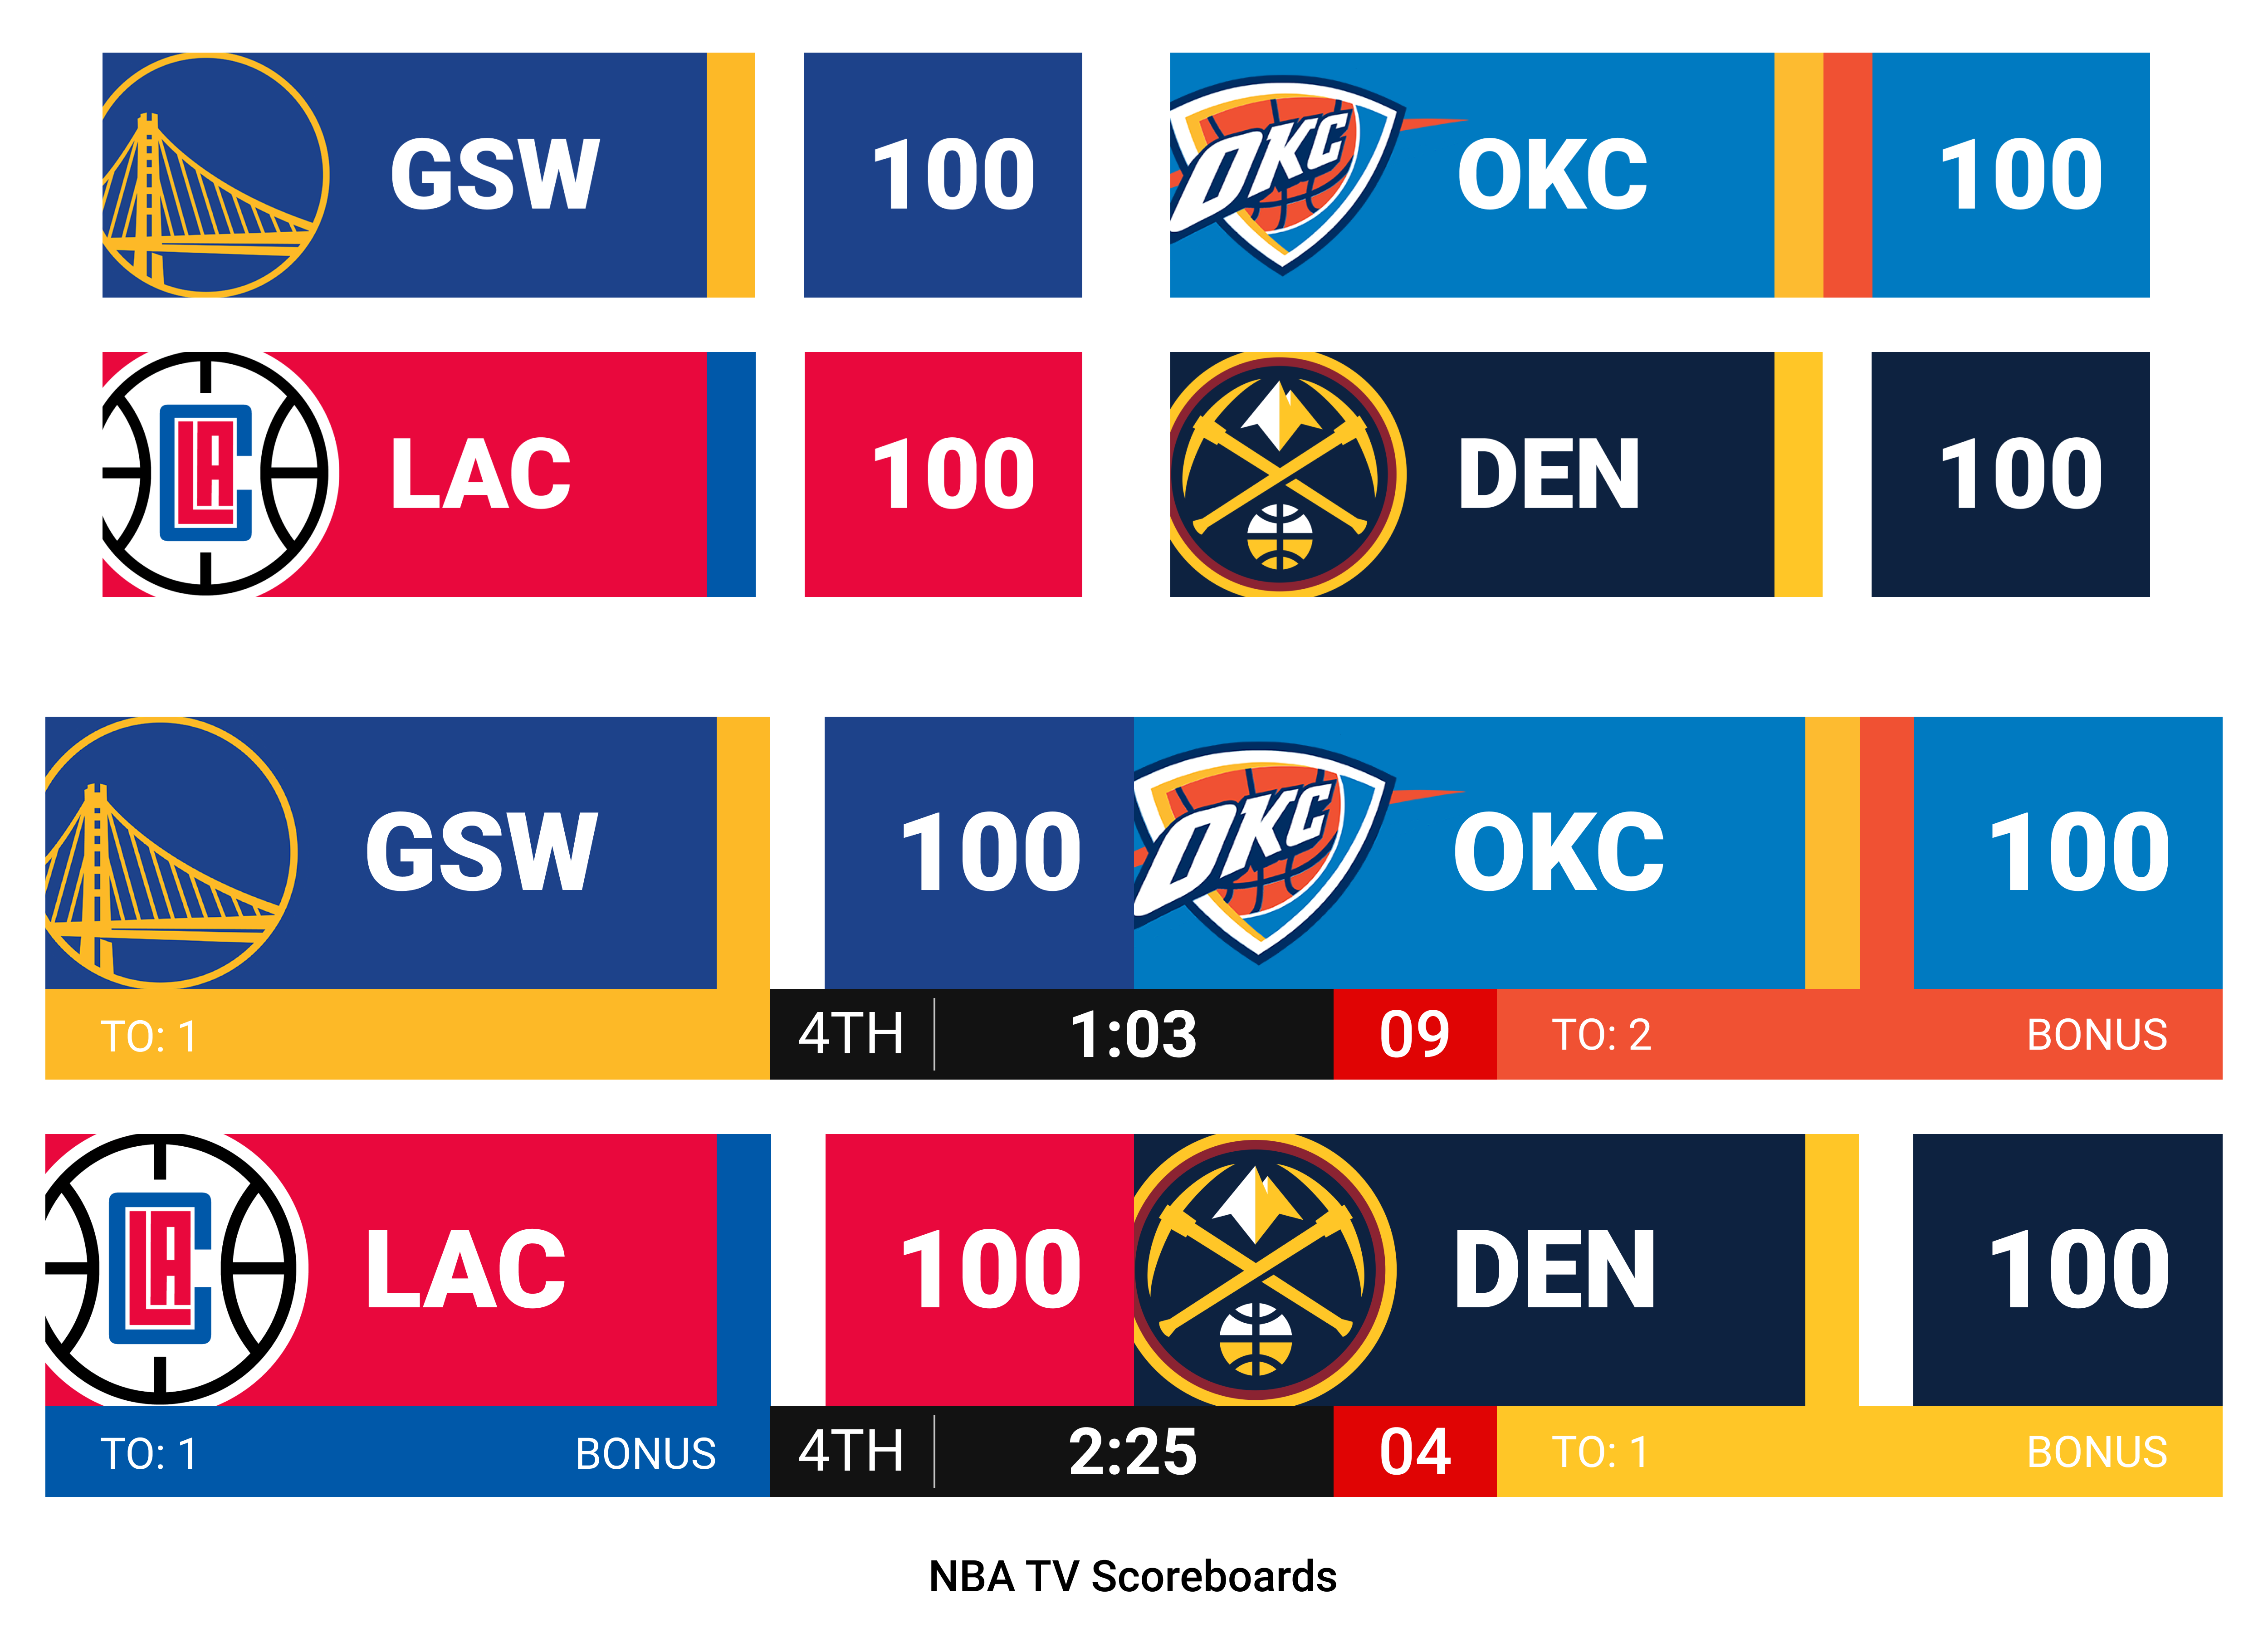 GSW 100 OKC OKC 100
LAC 100 DEN 100
GSW 100 OKC OKC 100
TO: 1 4TH 1:03 09 TO: 2 BONUS
LAC 100 DEN 100
TO: 1 BONUS 4TH 2:25 04 TO: 1 BONUS
NBA TV Scoreboards